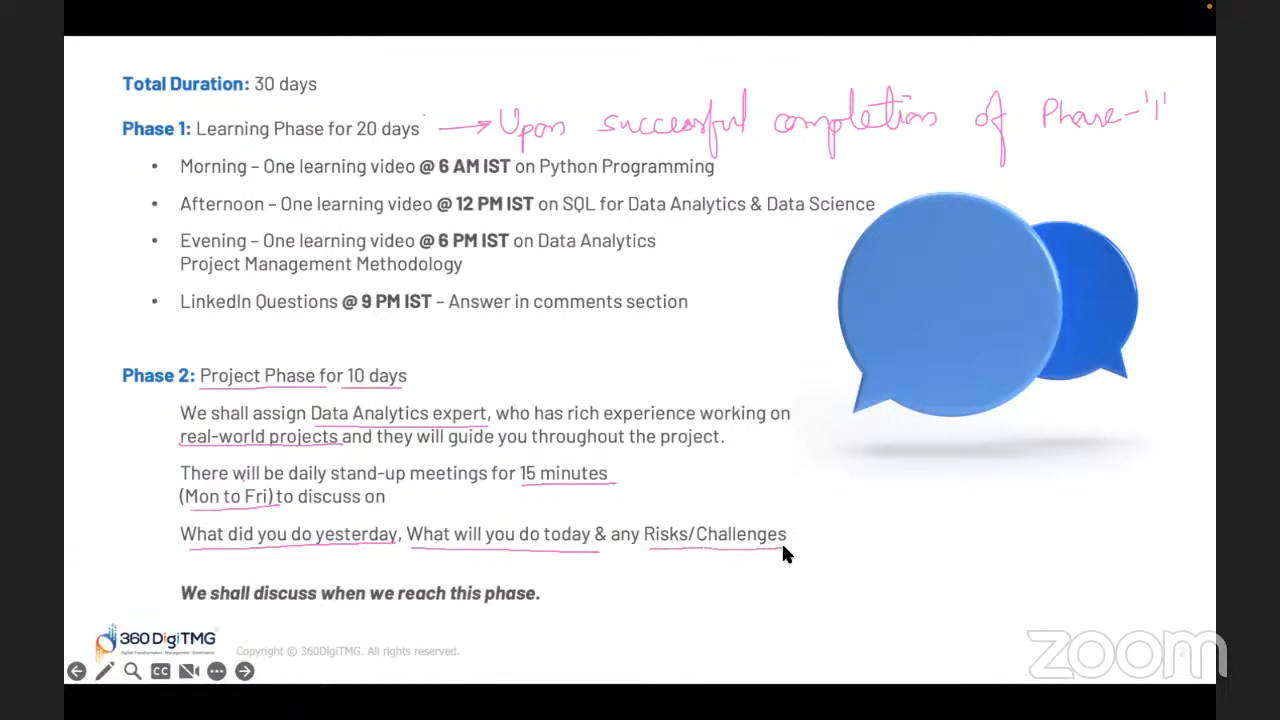 Total Duration: 30 days
Phase 1: Learning Phase for 20 days → Upon successful completion of Phase-'1'
• Morning – One learning video @ 6 AM IST on Python Programming
• Afternoon – One learning video @ 12 PM IST on SQL for Data Analytics & Data Science
• Evening – One learning video @ 6 PM IST on Data Analytics
Project Management Methodology
• LinkedIn Questions @ 9 PM IST – Answer in comments section
Phase 2: Project Phase for 10 days
We shall assign Data Analytics expert, who has rich experience working on
real-world projects and they will guide you throughout the project.
There will be daily stand-up meetings for 15 minutes
(Mon to Fri) to discuss on
What did you do yesterday, What will you do today & any Risks/Challenges
We shall discuss when we reach this phase.
360DigiTMG
Copyright © 360DigiTMG. All rights reserved.
CC
zoom